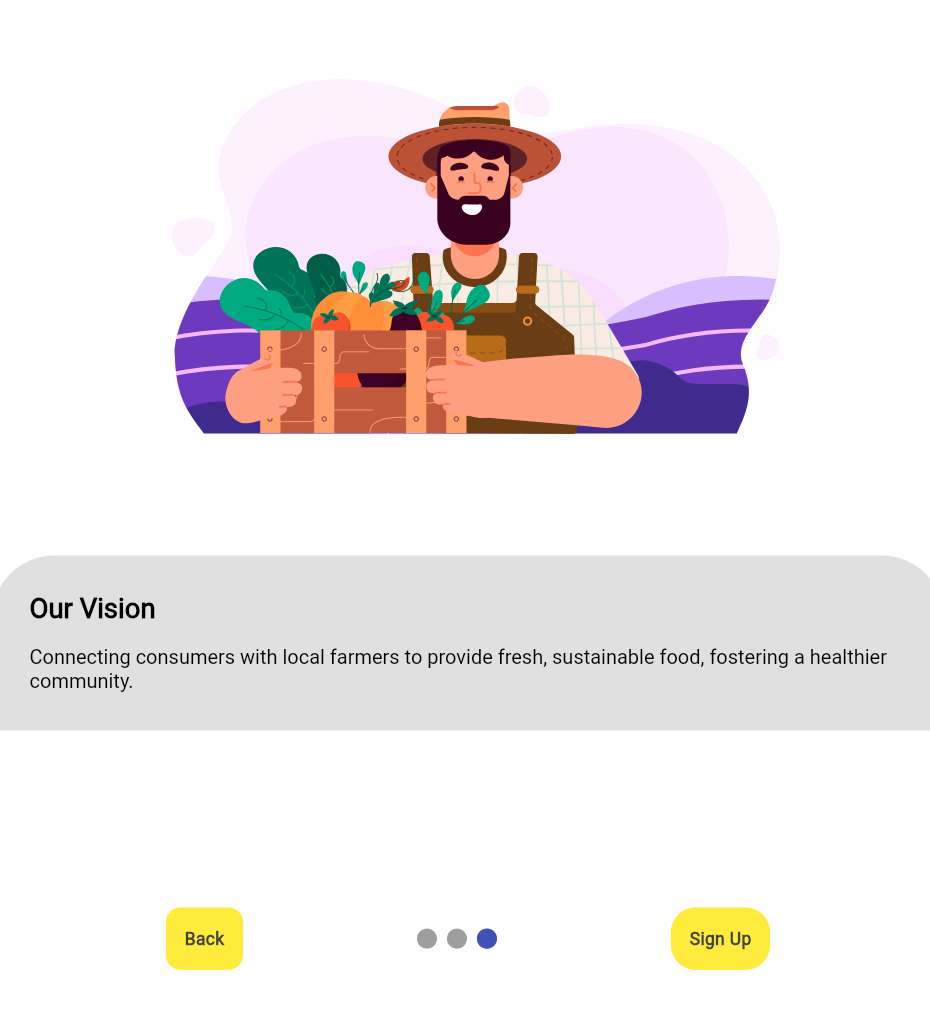 Our Vision
Connecting consumers with local farmers to provide fresh, sustainable food, fostering a healthier
community.
Back
Sign Up